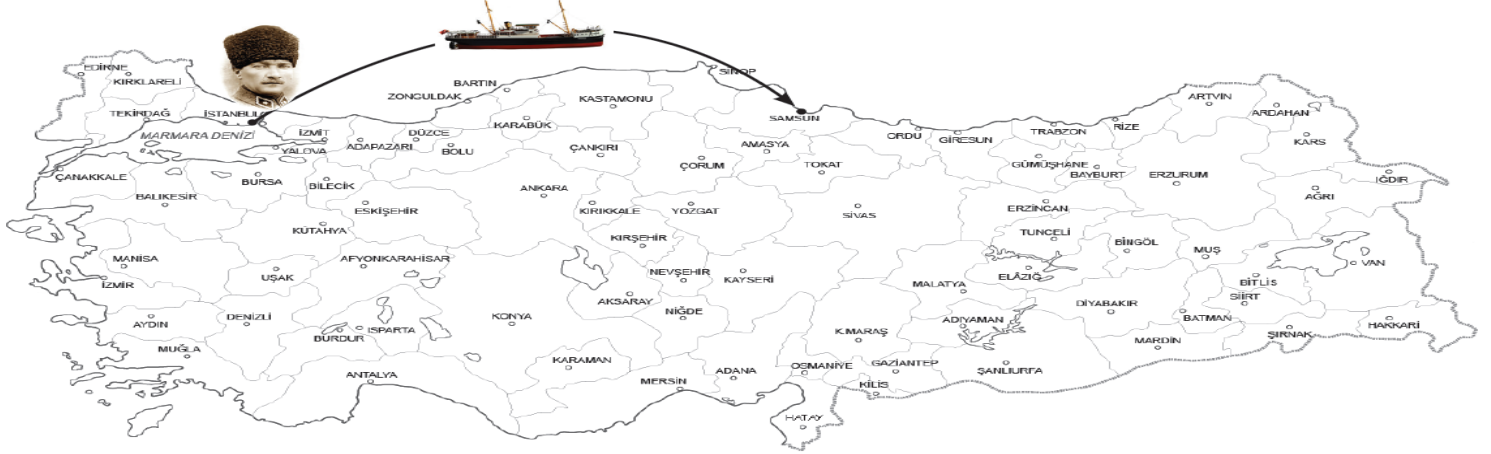 EDİRNE
KIRKLARELİ
TEKİRDAĞ
İSTANBUL
MARMARA DENİZİ
YALOVA
İZMİT
ADAPAZARI
DÜZCE
BOLU
ZONGULDAK
BARTIN
KARABÜK
KASTAMONU
SİNOP
SAMSUN
ÇANKIRI
ÇORUM
AMASYA
TOKAT
ORDU
GİRESUN
TRABZON
RİZE
ARTVIN
ARDAHAN
KARS
IĞDIR
GÜMÜŞHANE
BAYBURT
ERZURUM
AĞRI
ÇANAKKALE
BALIKESİR
BURSA
BİLECİK
ESKİŞEHİR
ANKARA
KIRIKKALE
YOZGAT
SİVAS
ERZİNCAN
TUNCELİ
BİNGÖL
MUŞ
VAN
KÜTAHYA
KIRŞEHİR
MANİSA
UŞAK
AFYONKARAHİSAR
NEVŞEHİR
KAYSERİ
MALATYA
ELÂZIĞ
BİTLİS
SİİRT
İZMİR
AKSARAY
NİĞDE
AYDIN
DENİZLİ
BURDUR
ISPARTA
KONYA
K.MARAŞ
ADIYAMAN
DİYABAKIR
BATMAN
ŞIRNAK
HAKKARİ
MARDİN
MUĞLA
ANTALYA
KARAMAN
MERSİN
ADANA
OSMANİYE
GAZİANTEP
KİLİS
ŞANLIURFA
HATAY